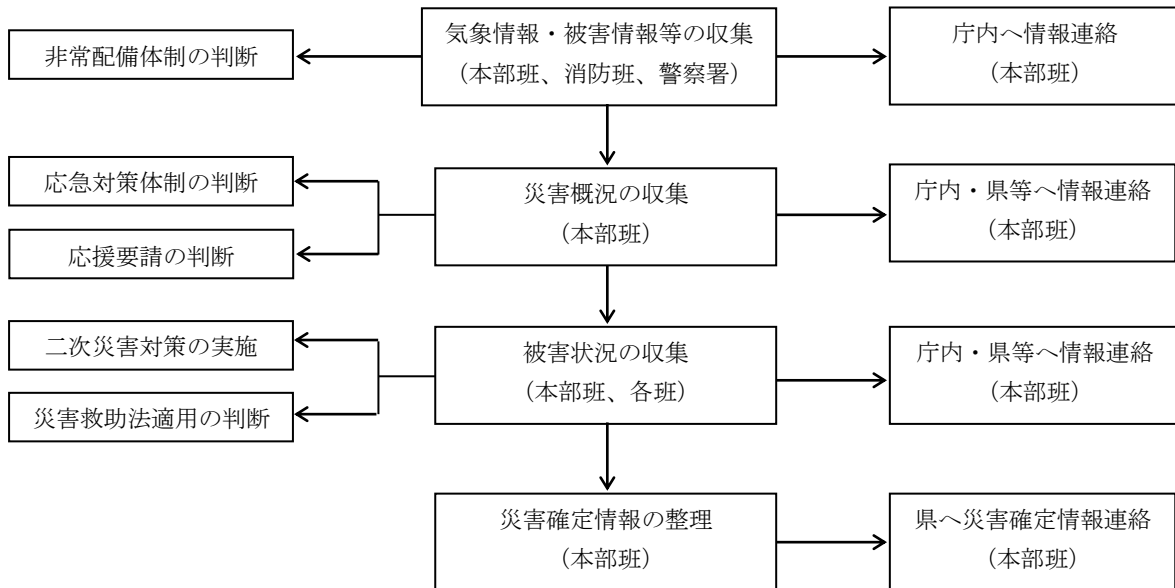 気象情報・被害情報等の収集
（本部班、消防班、警察署）
非常配備体制の判断
庁内へ情報連絡
（本部班）
災害概況の収集
（本部班）
応急対策体制の判断
応援要請の判断
庁内・県等へ情報連絡
（本部班）
被害状況の収集
（本部班、各班）
二次災害対策の実施
災害救助法適用の判断
庁内・県等へ情報連絡
（本部班）
災害確定情報の整理
（本部班）
県へ災害確定情報連絡
（本部班）